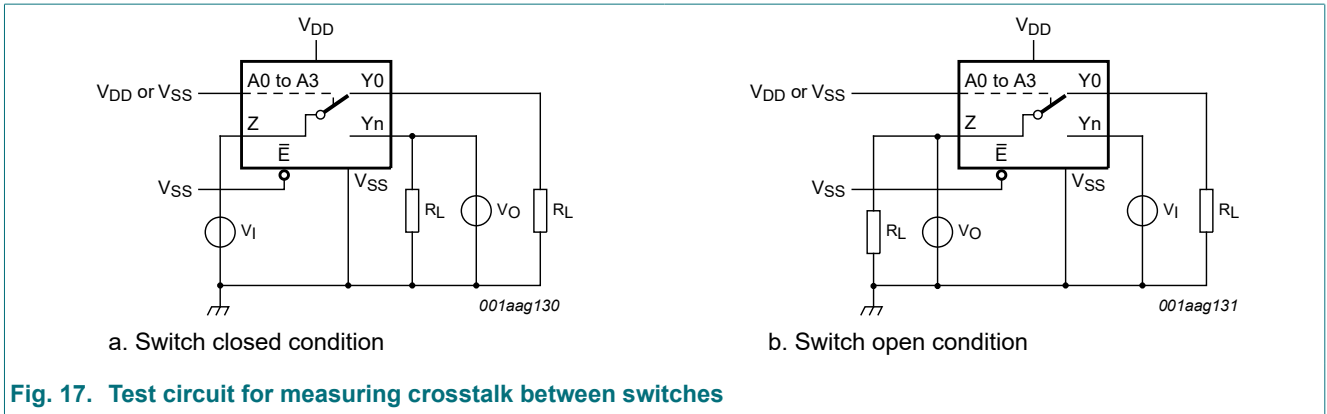 VDD
VDD or VSS
A0 to A3
Y0
Z
Yn
E̅
VSS
VSS
VI
RL
VO
RL
001aag130
a. Switch closed condition
VDD
VDD or VSS
A0 to A3
Y0
Z
Yn
E̅
VSS
VSS
RL
VO
VI
RL
001aag131
b. Switch open condition
Fig. 17. Test circuit for measuring crosstalk between switches